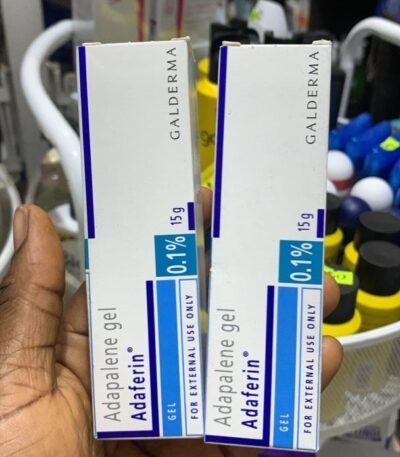 Adapalene gel
Adaferin®
0.1%
15g
GEL
FOR EXTERNAL USE ONLY
GALDERMA
Adapalene gel
Adaferin®
0.1%
15g
GEL
FOR EXTERNAL USE ONLY
GALDERMA